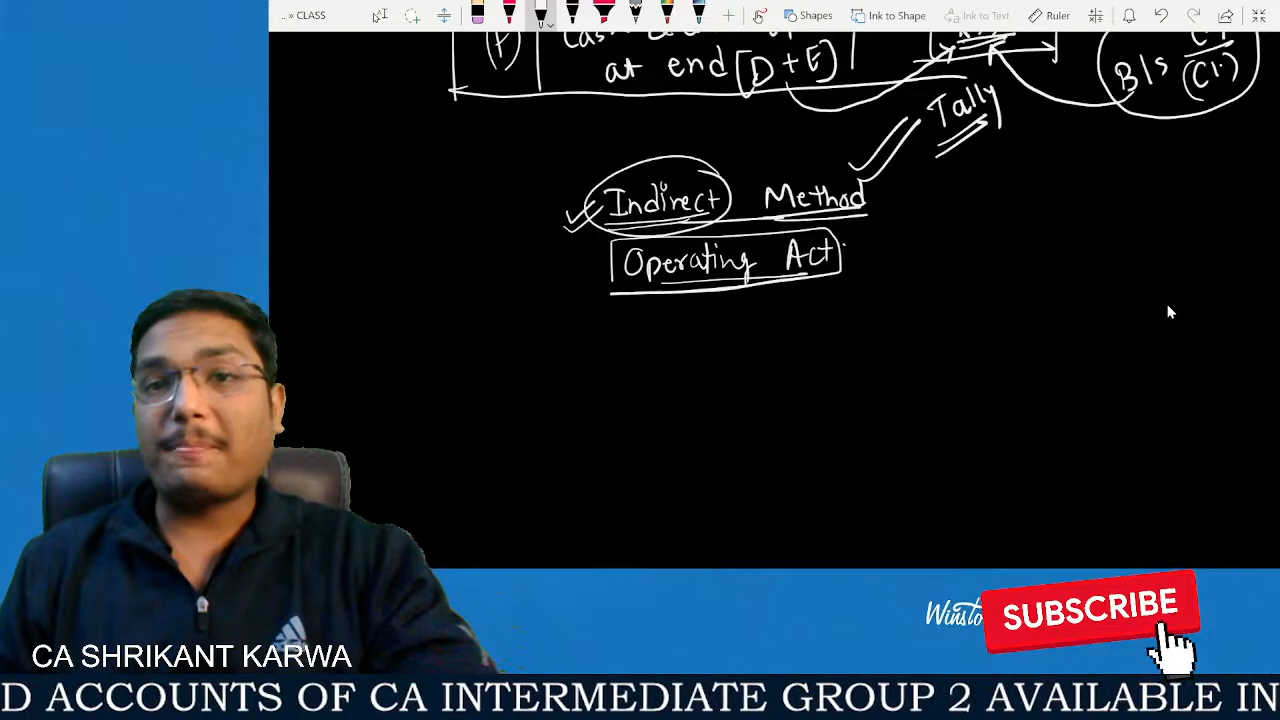 .. » CLASS
Shapes
Ink to Shape
Ink to Text
Ruler
(F)
at end [D + E]
B/s
Tally
Indirect Method
Operating Act
SUBSCRIBE
CA SHRIKANT KARWA
D ACCOUNTS OF CA INTERMEDIATE GROUP 2 AVAILABLE IN